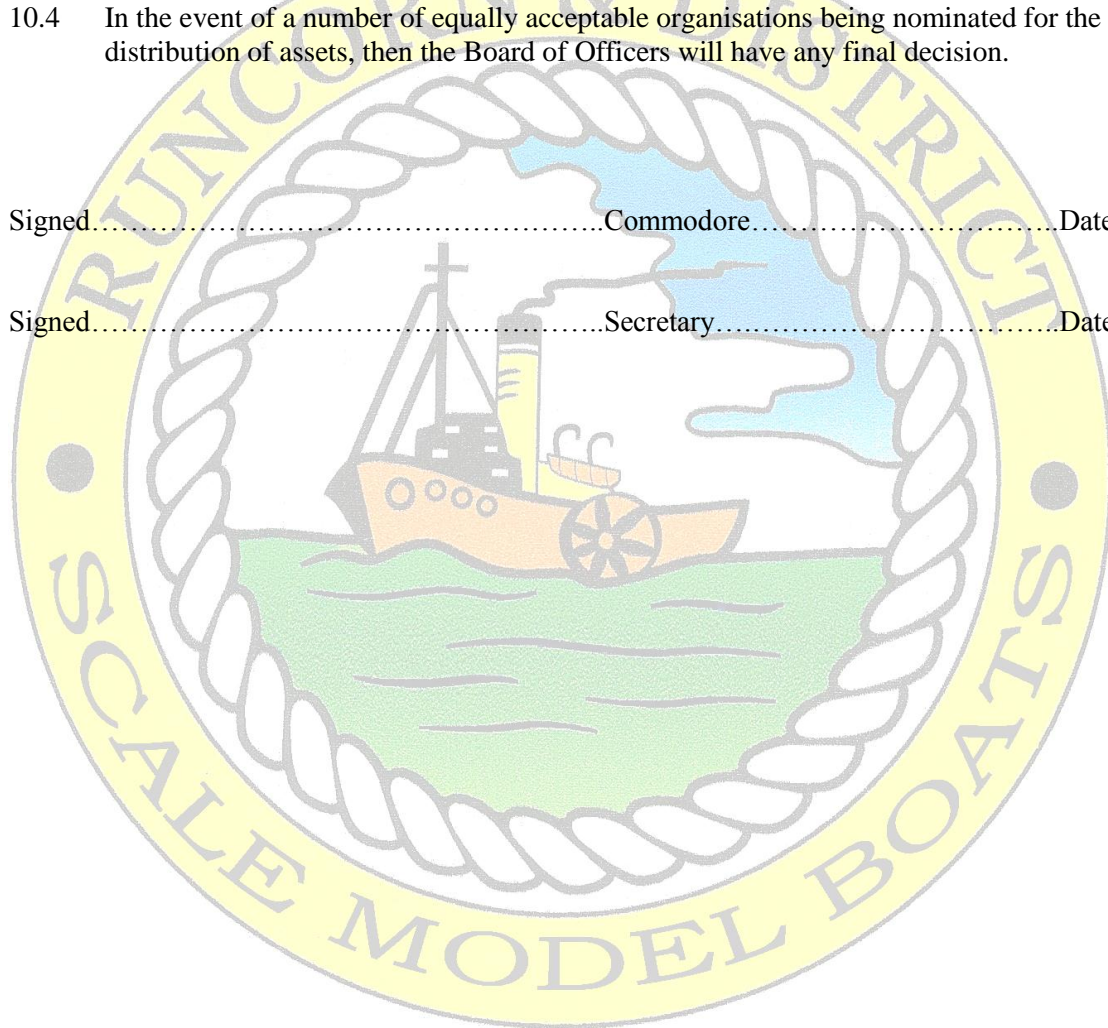 10.4 In the event of a number of equally acceptable organisations being nominated for the
distribution of assets, then the Board of Officers will have any final decision.
Signed……………………………………………..Commodore………………………….Date
Signed……………………………………………..Secretary…………………………….Date
RUNCORN & DISTRICT
SCALE MODEL BOATS